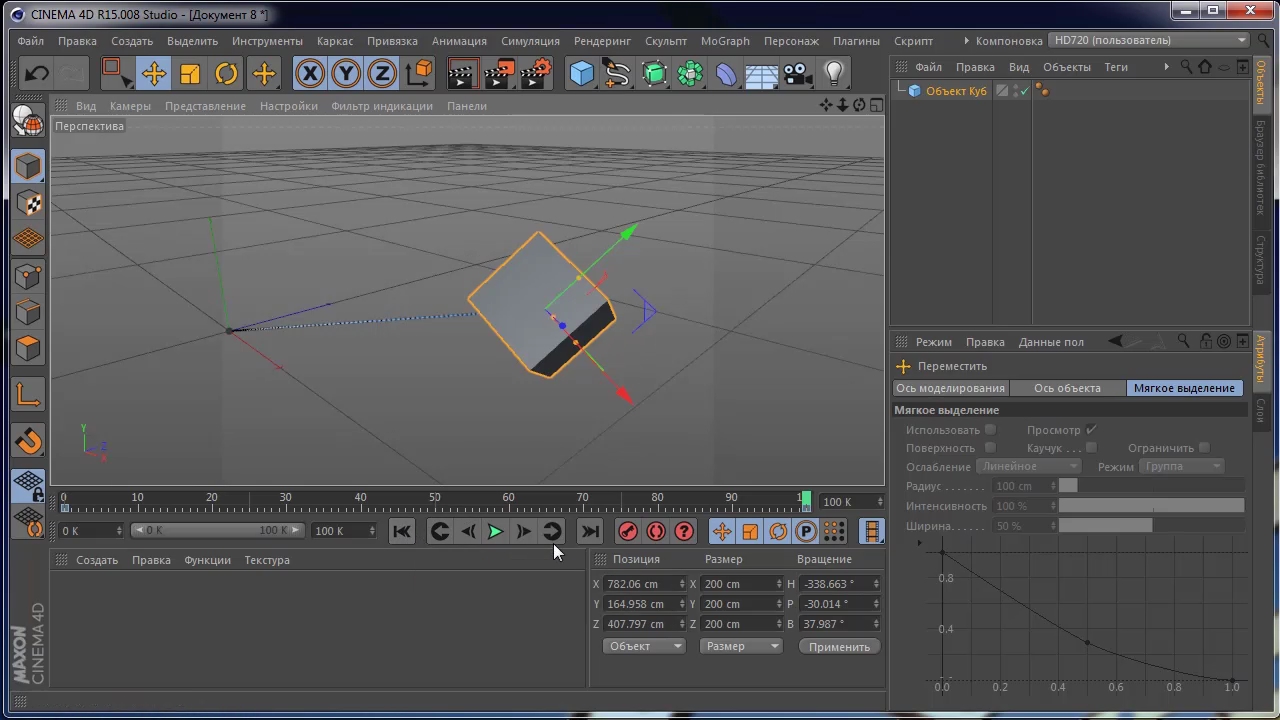 CINEMA 4D R15.008 Studio - [Документ 8 *]
Файл Правка Создать Выделить Инструменты Каркас Привязка Анимация Симуляция Рендеринг Скульпт MoGraph Персонаж Плагины Скрипт Компоновка HD720 (пользователь)
X Y Z
Файл Правка Вид Объекты Теги
Объект Куб
Объекты
Браузер библиотек
Структура
Вид Камеры Представление Настройки Фильтр индикации Панели
Перспектива
Y
Z
X
Режим Правка Данные пол
Атрибуты
Слои
Переместить
Ось моделирования Ось объекта Мягкое выделение
Мягкое выделение
Использовать Просмотр
Поверхность Каучук . . . Ограничить
Ослабление Линейное Режим Группа
Радиус . . . . . . . 100 cm
Интенсивность 100 %
Ширина. . . . . . 50 %
0.8
0.4
0.0 0.2 0.4 0.6 0.8 1.0
0 10 20 30 40 50 60 70 80 90 100 K
0 K 0 K 100 K 100 K
P
Создать Правка Функции Текстура
Позиция Размер Вращение
X 782.06 cm X 200 cm H -338.663 °
Y 164.958 cm Y 200 cm P -30.014 °
Z 407.797 cm Z 200 cm B 37.987 °
Объект Размер Применить
MAXON
CINEMA 4D